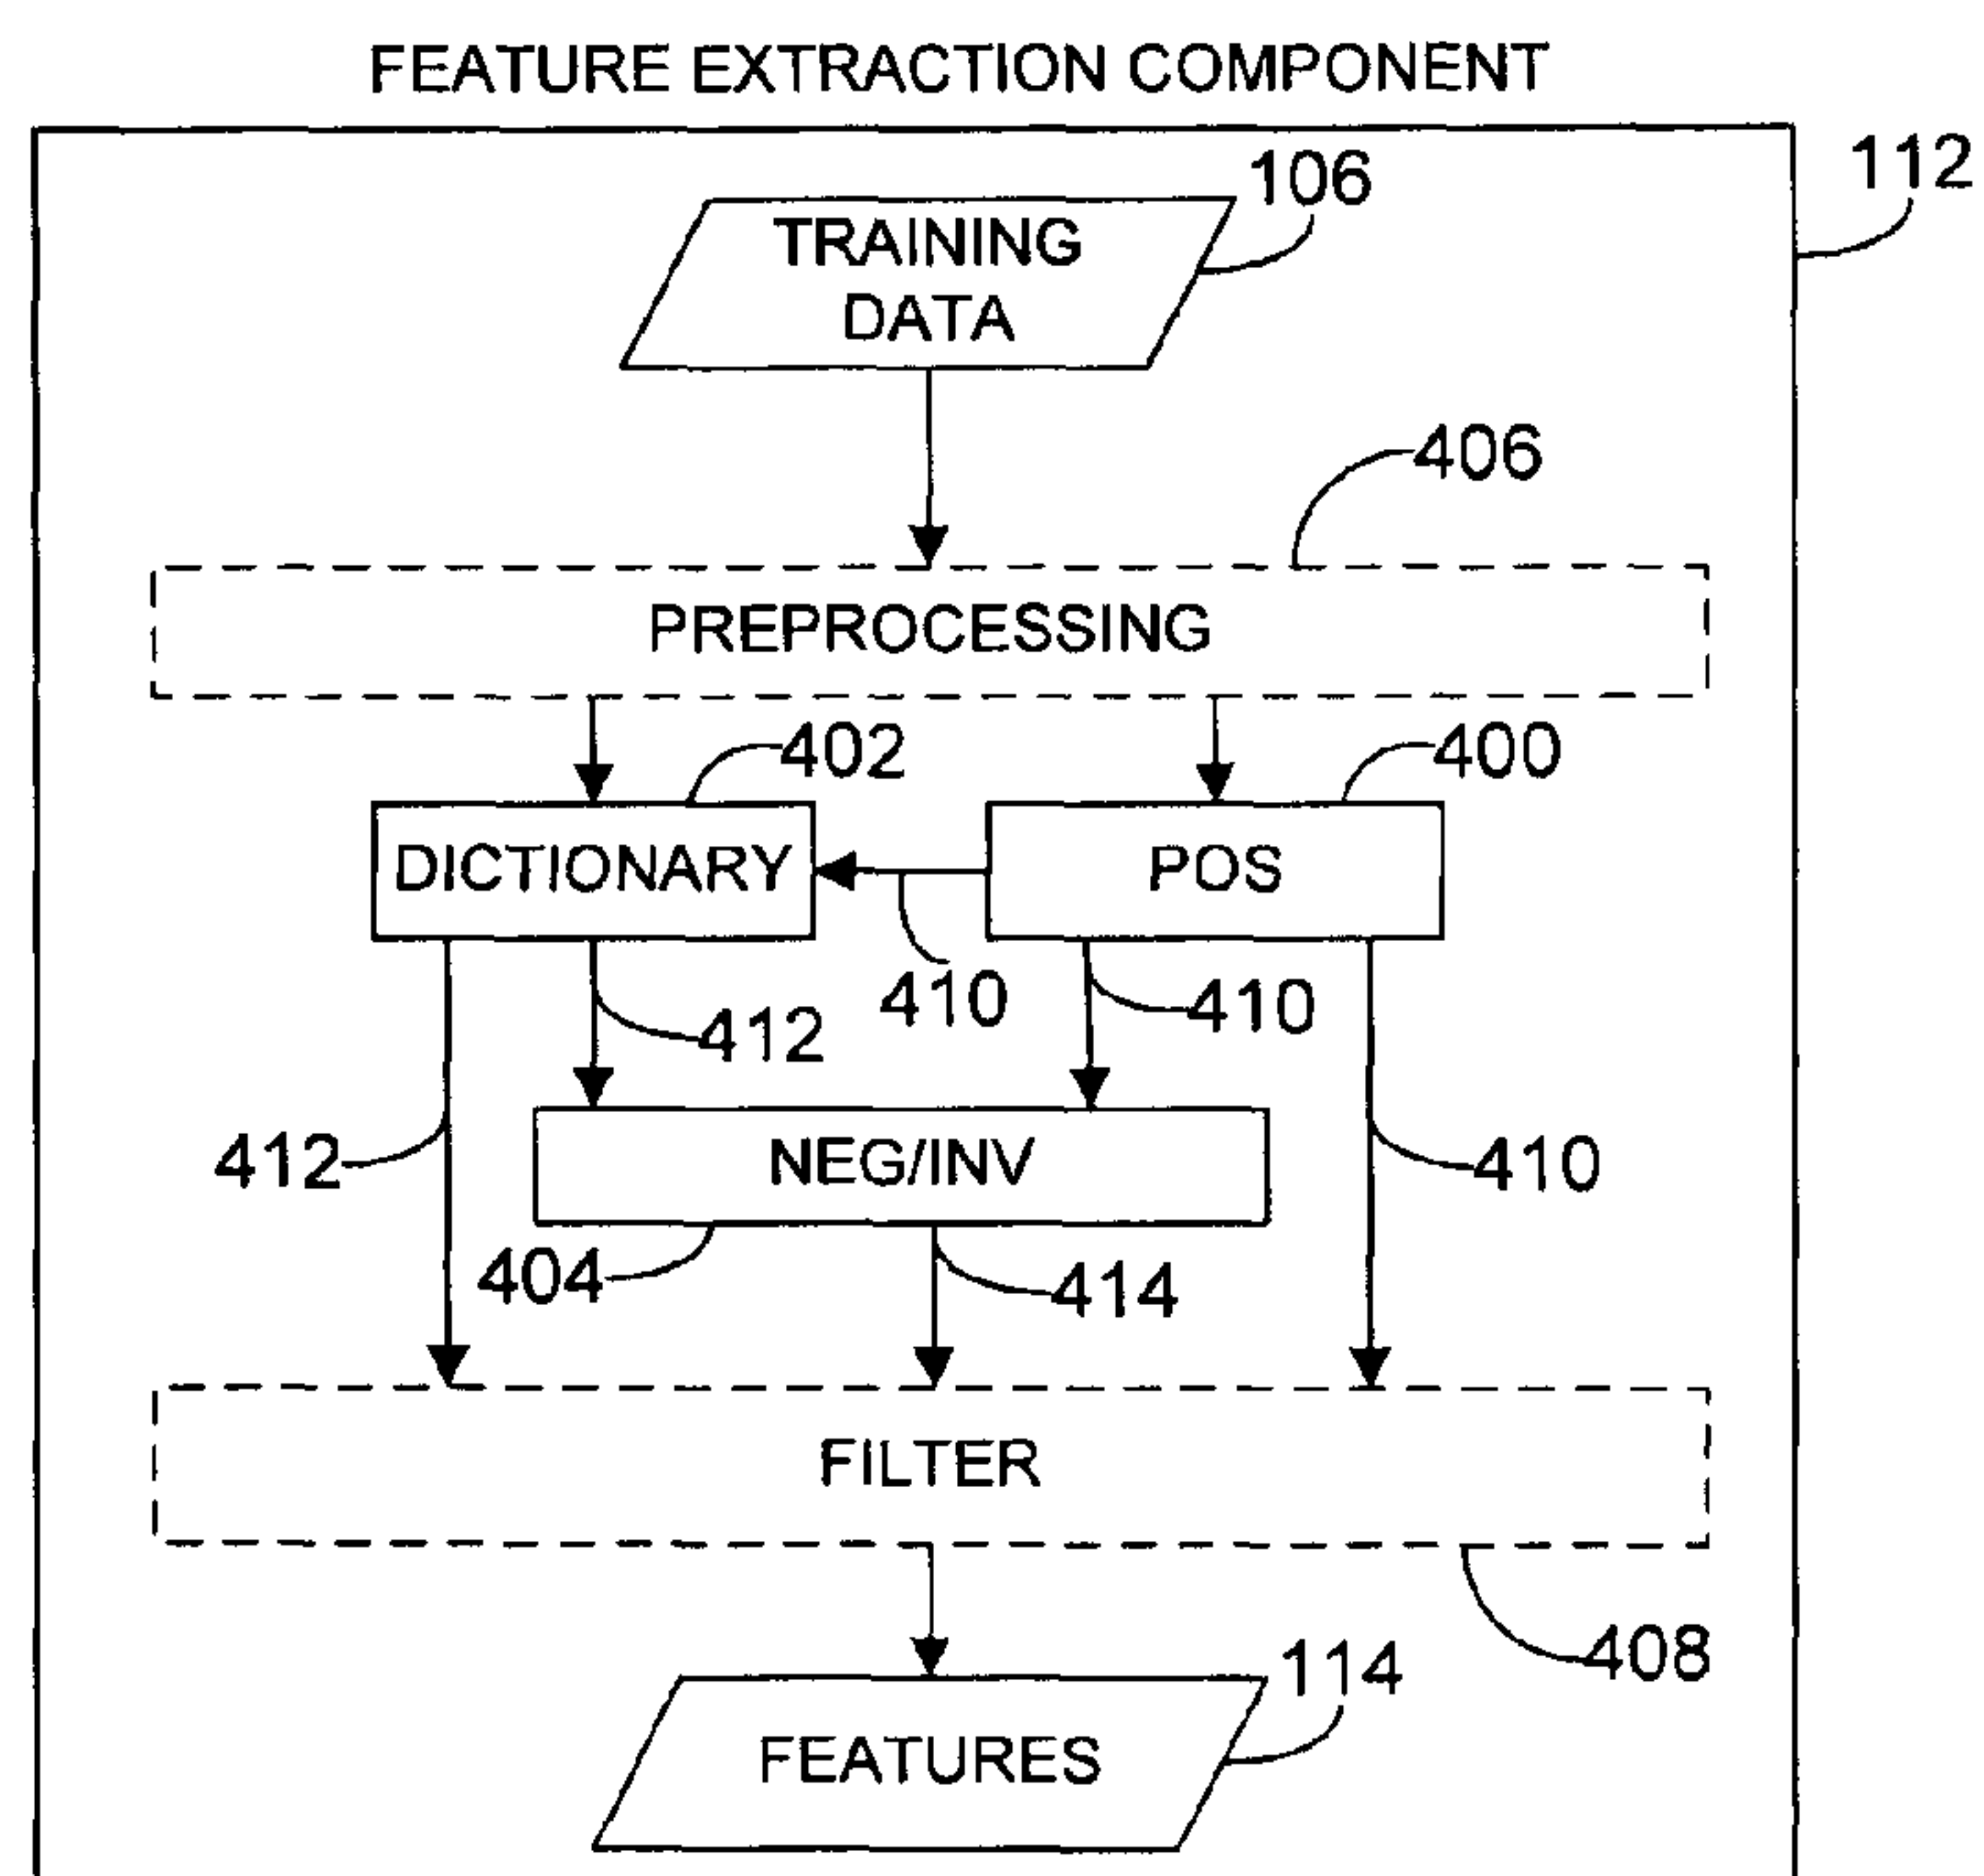 FEATURE EXTRACTION COMPONENT
112
106
TRAINING
DATA
406
PREPROCESSING
402
400
DICTIONARY
POS
410
410
412
412
NEG/INV
410
404
414
FILTER
408
114
FEATURES